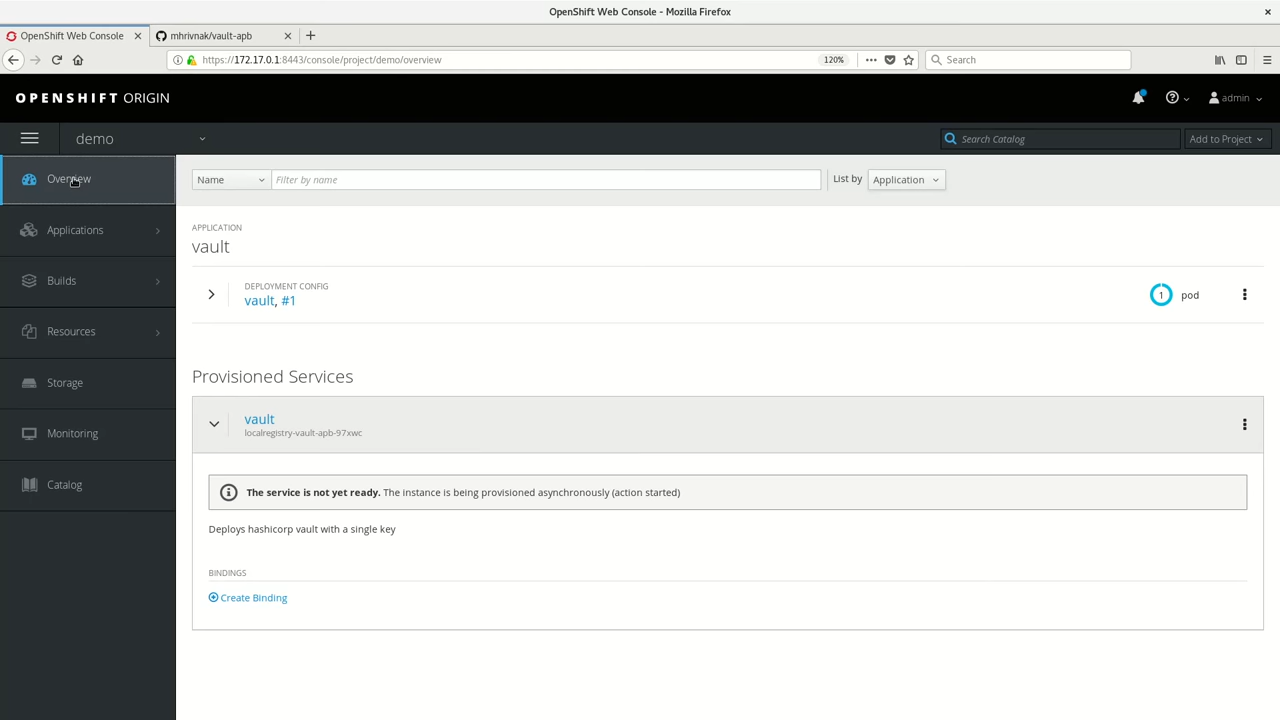 OpenShift Web Console - Mozilla Firefox
OpenShift Web Console
mhrivnak/vault-apb
https://172.17.0.1:8443/console/project/demo/overview
120%
Search
OPENSHIFT ORIGIN
admin
demo
Search Catalog
Add to Project
Overview
Applications
Builds
Resources
Storage
Monitoring
Catalog
Name
Filter by name
List by
Application
APPLICATION
vault
DEPLOYMENT CONFIG
vault, #1
1 pod
Provisioned Services
vault
localregistry-vault-apb-97xwc
The service is not yet ready. The instance is being provisioned asynchronously (action started)
Deploys hashicorp vault with a single key
BINDINGS
Create Binding